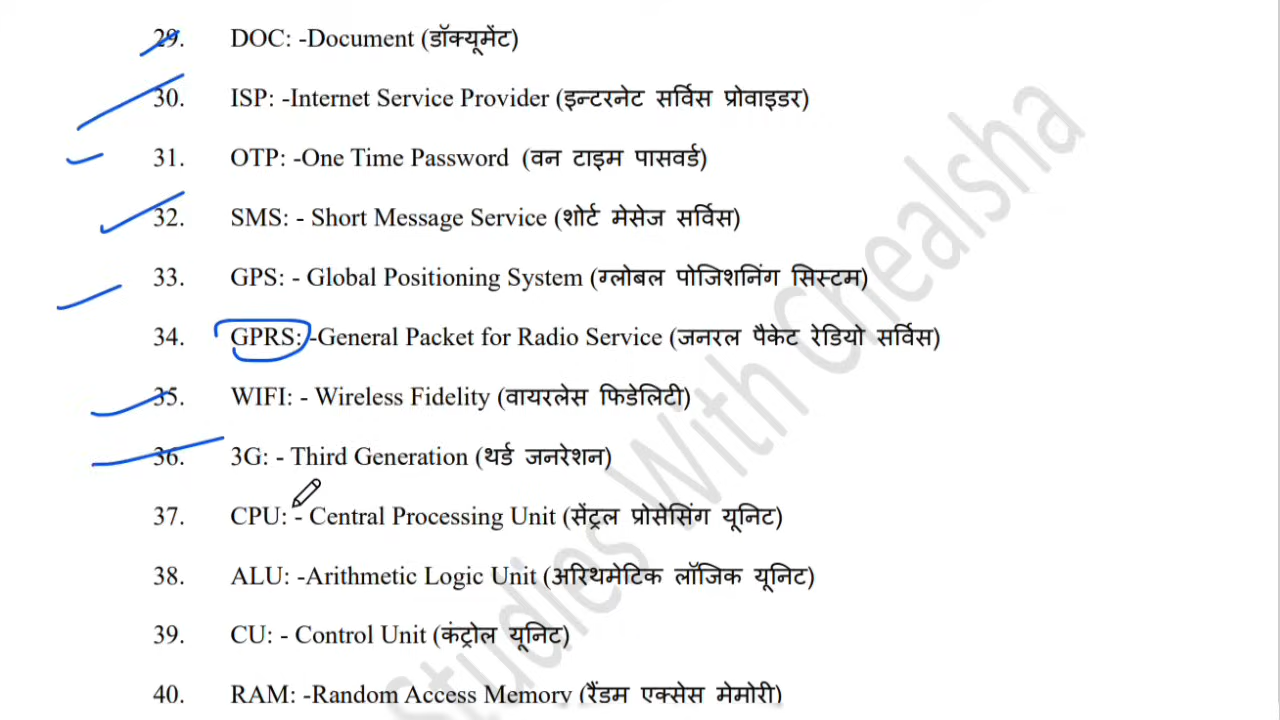 29. DOC: -Document (डॉक्यूमेंट)
30. ISP: -Internet Service Provider (इन्टरनेट सर्विस प्रोवाइडर)
31. OTP: -One Time Password (वन टाइम पासवर्ड)
32. SMS: - Short Message Service (शोर्ट मेसेज सर्विस)
33. GPS: - Global Positioning System (ग्लोबल पोजिशनिंग सिस्टम)
34. GPRS: -General Packet for Radio Service (जनरल पैकेट रेडियो सर्विस)
35. WIFI: - Wireless Fidelity (वायरलेस फिडेलिटी)
36. 3G: - Third Generation (थर्ड जनरेशन)
37. CPU: - Central Processing Unit (सेंट्रल प्रोसेसिंग यूनिट)
38. ALU: -Arithmetic Logic Unit (अरिथमेटिक लॉजिक यूनिट)
39. CU: - Control Unit (कंट्रोल यूनिट)
40. RAM: -Random Access Memory (रैंडम एक्सेस मेमोरी)
Studies With Chealsha